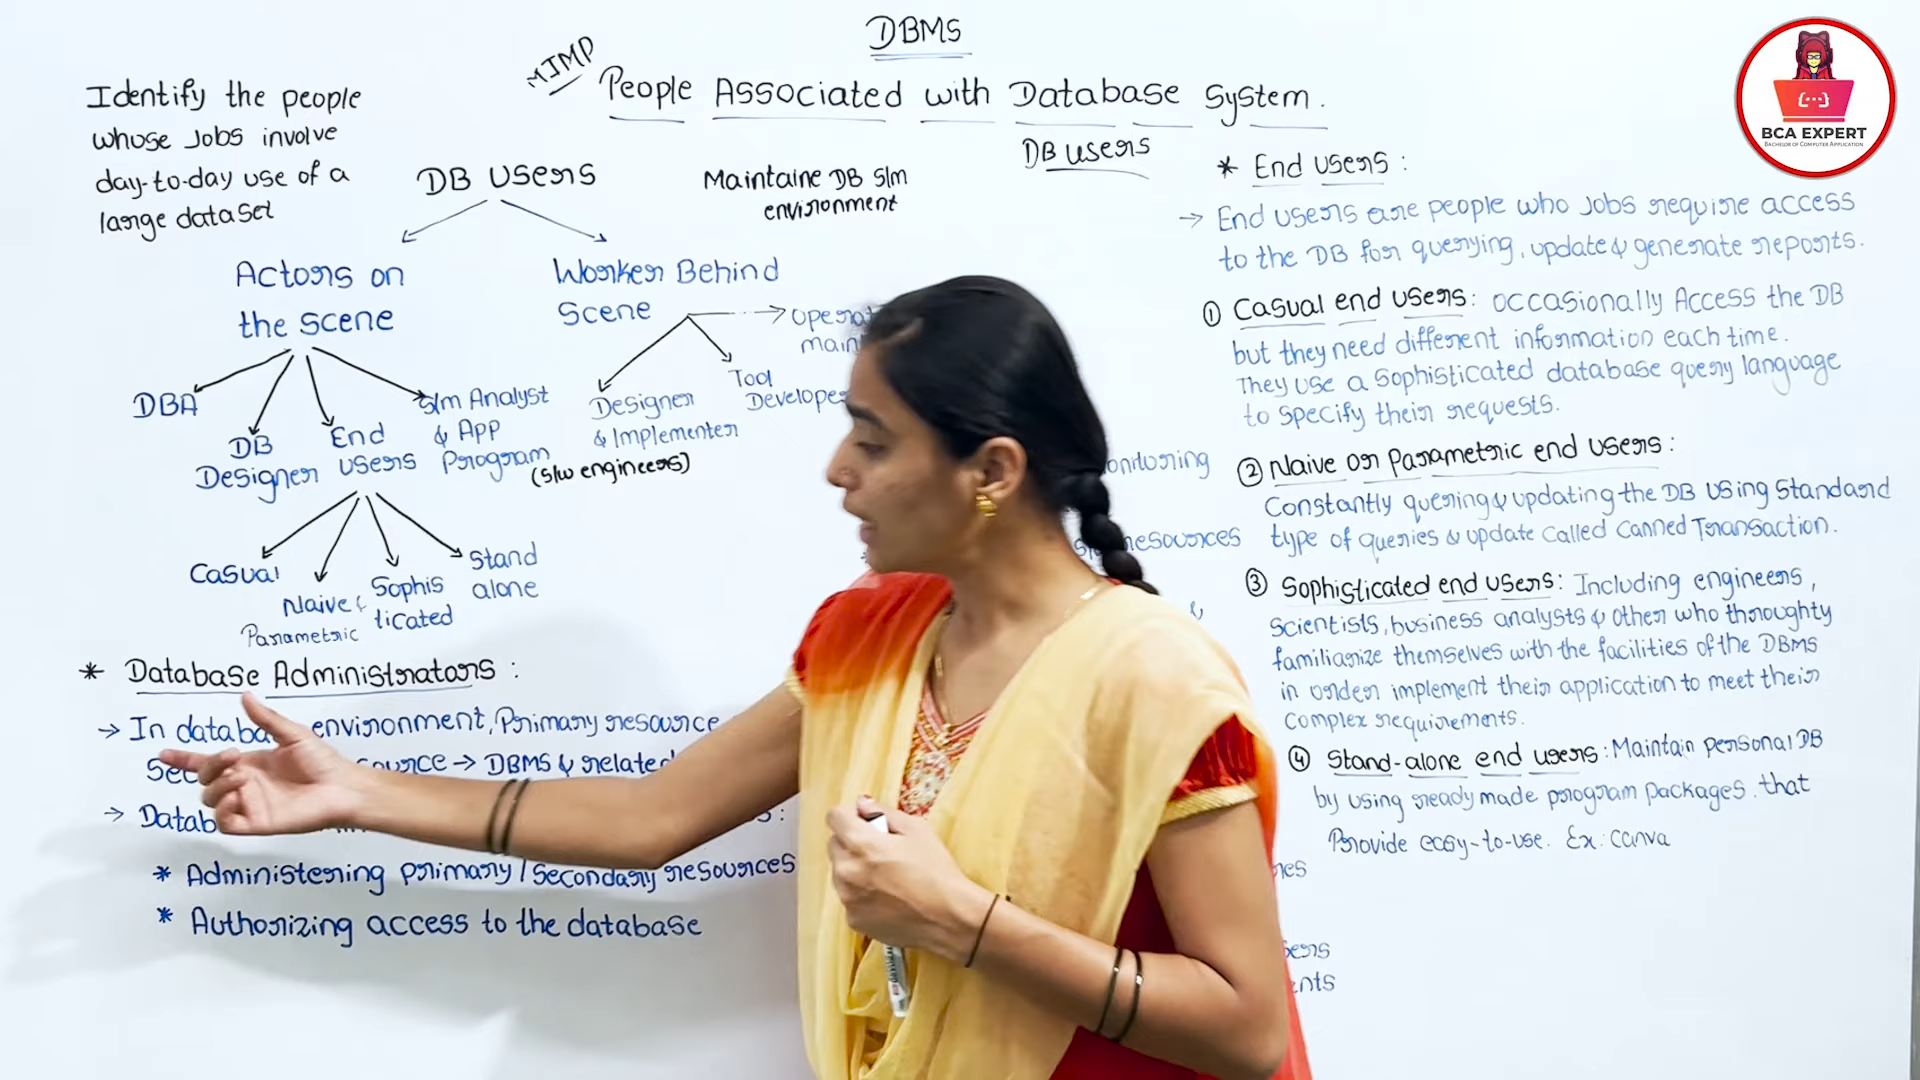 DBMS
MIMP
People Associated with Database System.
DB users
Identify the people
whose Jobs involve
day-to-day use of a
large dataset
DB users
Maintaine DB s/m
environment
Actors on
the scene
Worker Behind
Scene
DBA
DB
Designer
End
users
s/m Analyst
& App
Program
Designer
& Implementer
(s/w engineers)
Tool
Casual
Naive &
Parametric
Sophis
ticated
Stand
alone
* Database Administrators :
→ In environment, Primary resource
→ DBMS & related
→
* Administering primary / Secondary resources
* Authorizing access to the database
resources
* End users :
→ End users are people who Jobs require access
to the DB for querying, update & generate reports.
① Casual end users : occasionally Access the DB
but they need different information each time.
They use a sophisticated database query language
to specify their requests.
② Naive or Parametric end users :
Constantly quering & updating the DB using standard
type of queries & update called Canned Transaction.
③ Sophisticated end users : Including engineers,
scientists, business analysts & other who throughty
familiarize themselves with the facilities of the DBMS
in order implement their application to meet their
complex requirements.
④ Stand-alone end users : Maintain personal DB
by using ready made program packages. that
Provide easy-to-use. Ex: Canva
BCA EXPERT
BACHELOR OF COMPUTER APPLICATION